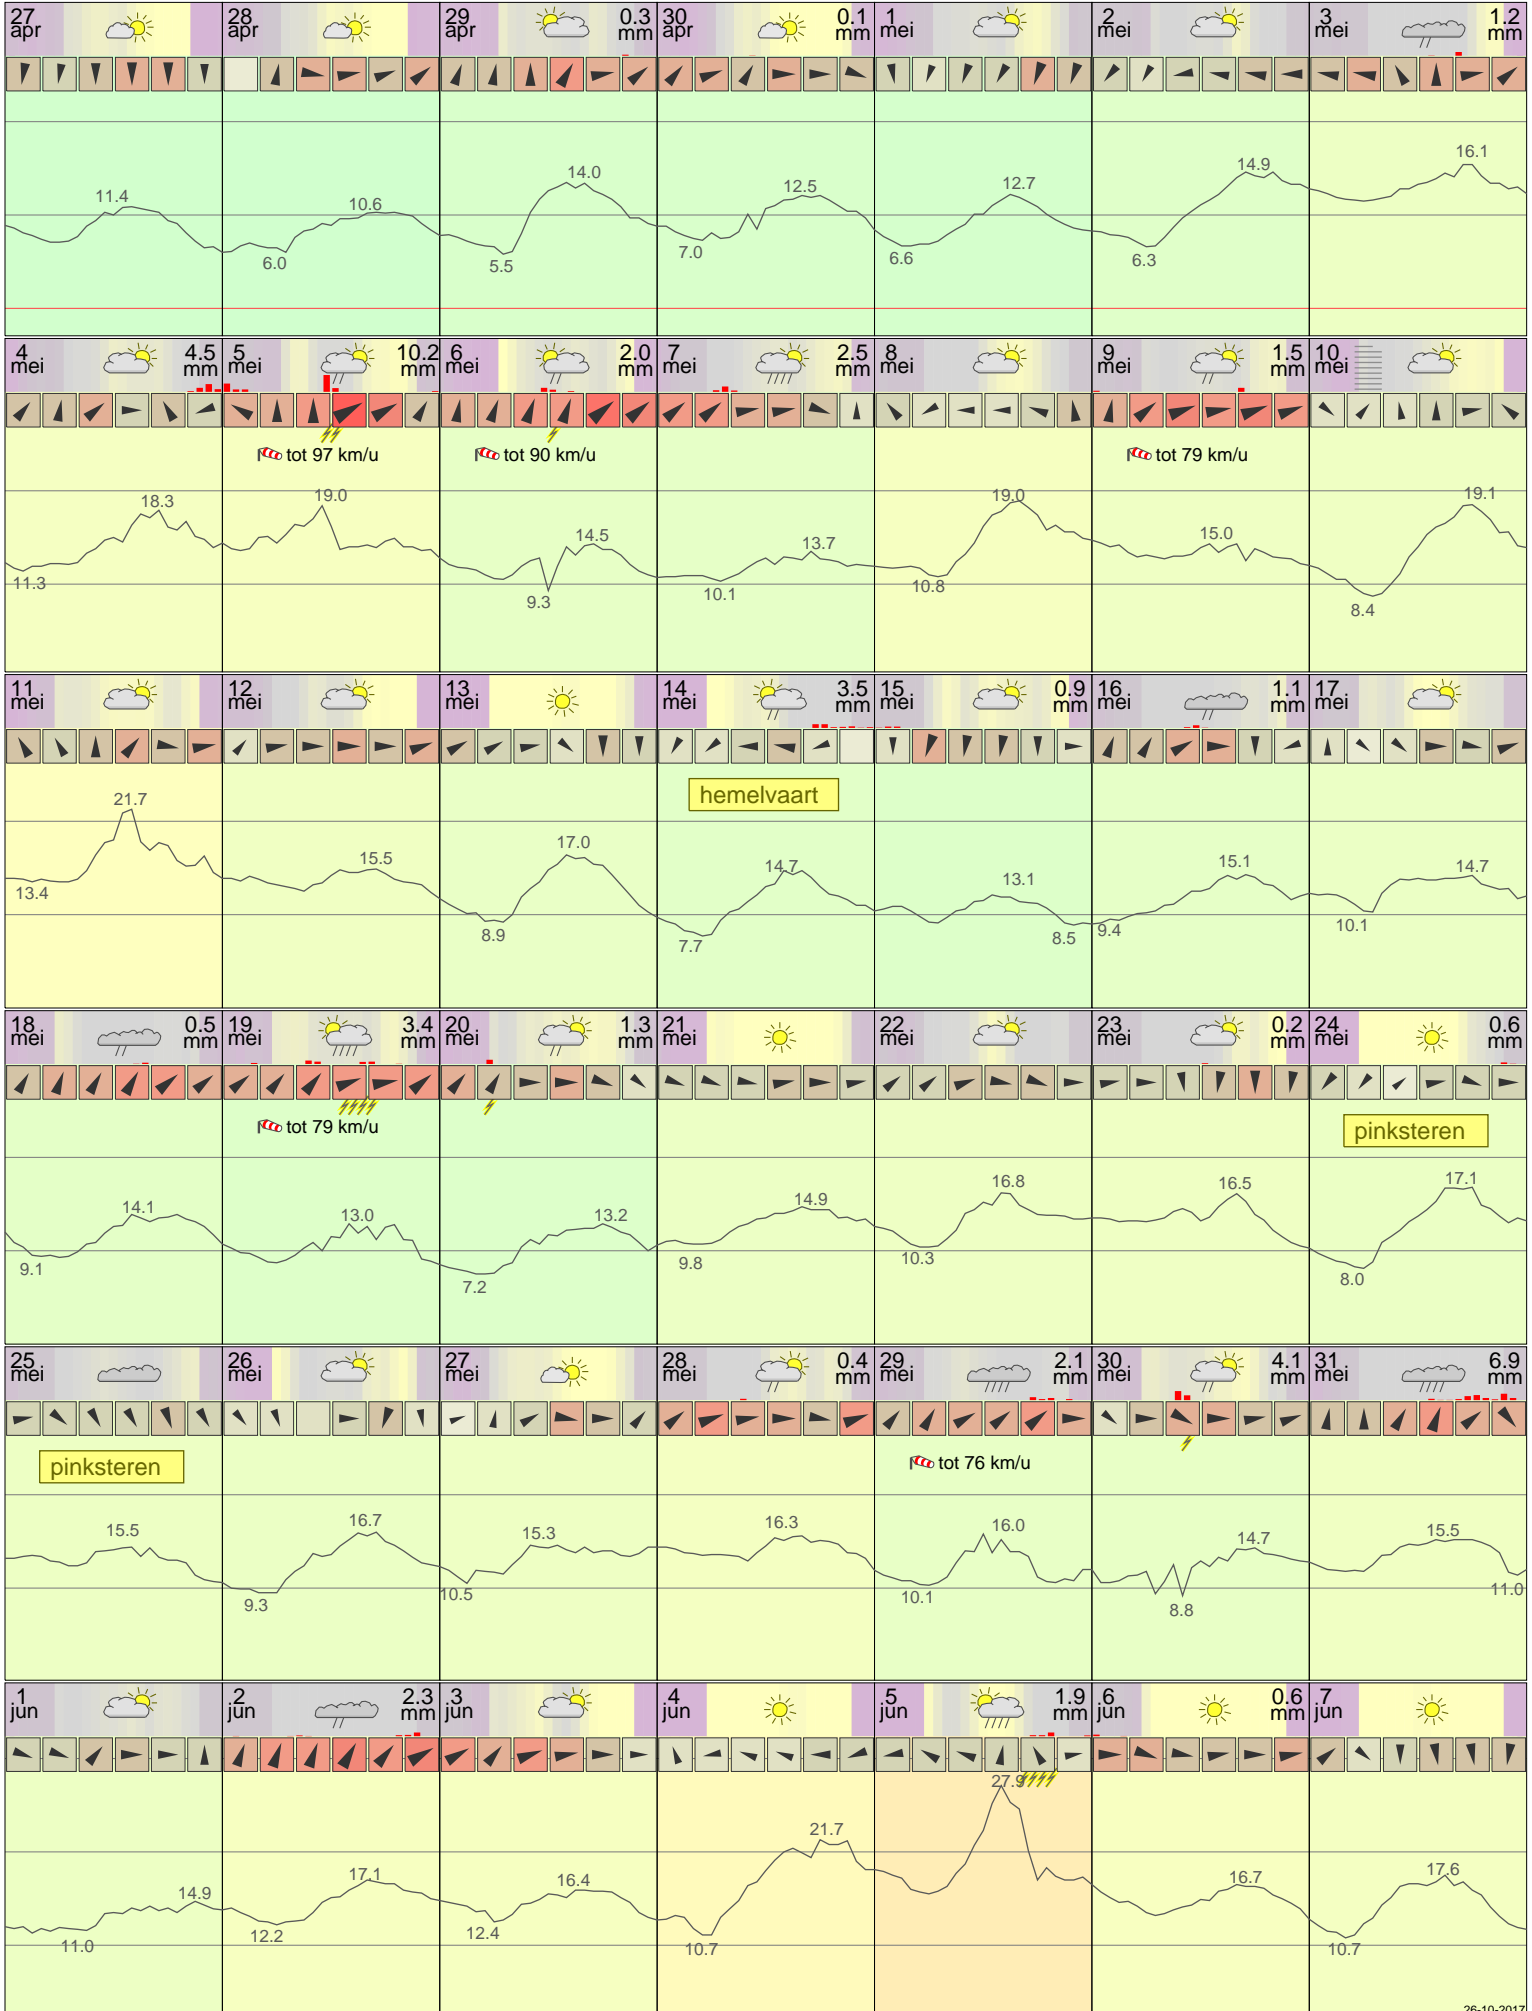 27 apr
28 apr
29 apr 0.3 mm
30 apr 0.1 mm
1 mei
2 mei
3 mei 1.2 mm
11.4
6.0 10.6
5.5 14.0
7.0 12.5
6.6 12.7
6.3 14.9
16.1
4 mei 4.5 mm
5 mei 10.2 mm
6 mei 2.0 mm
7 mei 2.5 mm
8 mei
9 mei 1.5 mm
10 mei
tot 97 km/u
tot 90 km/u
tot 79 km/u
11.3 18.3
19.0
9.3 14.5
10.1 13.7
10.8 19.0
15.0
8.4 19.1
11 mei
12 mei
13 mei
14 mei 3.5 mm
15 mei 0.9 mm
16 mei 1.1 mm
17 mei
hemelvaart
13.4 21.7
15.5
8.9 17.0
7.7 14.7
13.1 8.5
9.4 15.1
10.1 14.7
18 mei 0.5 mm
19 mei 3.4 mm
20 mei 1.3 mm
21 mei
22 mei
23 mei 0.2 mm
24 mei 0.6 mm
tot 79 km/u
pinksteren
9.1 14.1
13.0
7.2 13.2
9.8 14.9
10.3 16.8
16.5
8.0 17.1
25 mei
26 mei
27 mei
28 mei 0.4 mm
29 mei 2.1 mm
30 mei 4.1 mm
31 mei 6.9 mm
pinksteren
tot 76 km/u
15.5
9.3 16.7
10.5 15.3
16.3
10.1 16.0
8.8 14.7
15.5 11.0
1 jun
2 jun 2.3 mm
3 jun
4 jun
5 jun 1.9 mm
6 jun 0.6 mm
7 jun
11.0 14.9
12.2 17.1
12.4 16.4
10.7 21.7
27.9
16.7
10.7 17.6
26-10-2017